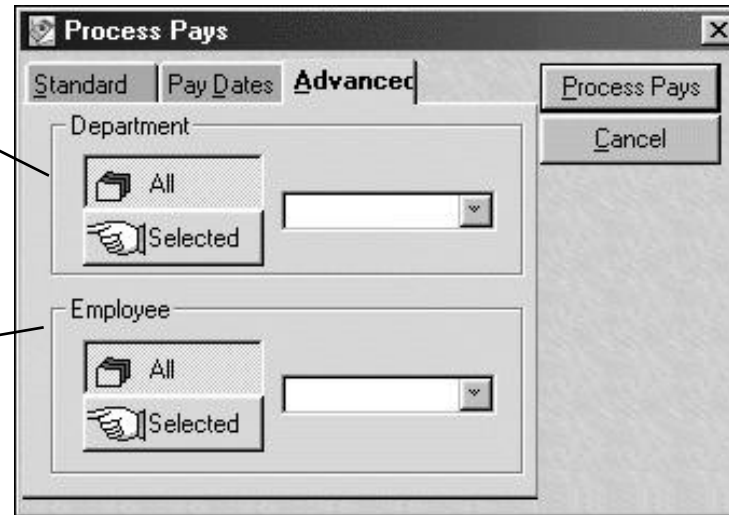 Process Pays
Standard
Pay Dates
Advanced
Process Pays
Cancel
Department
All
Selected
Employee
All
Selected